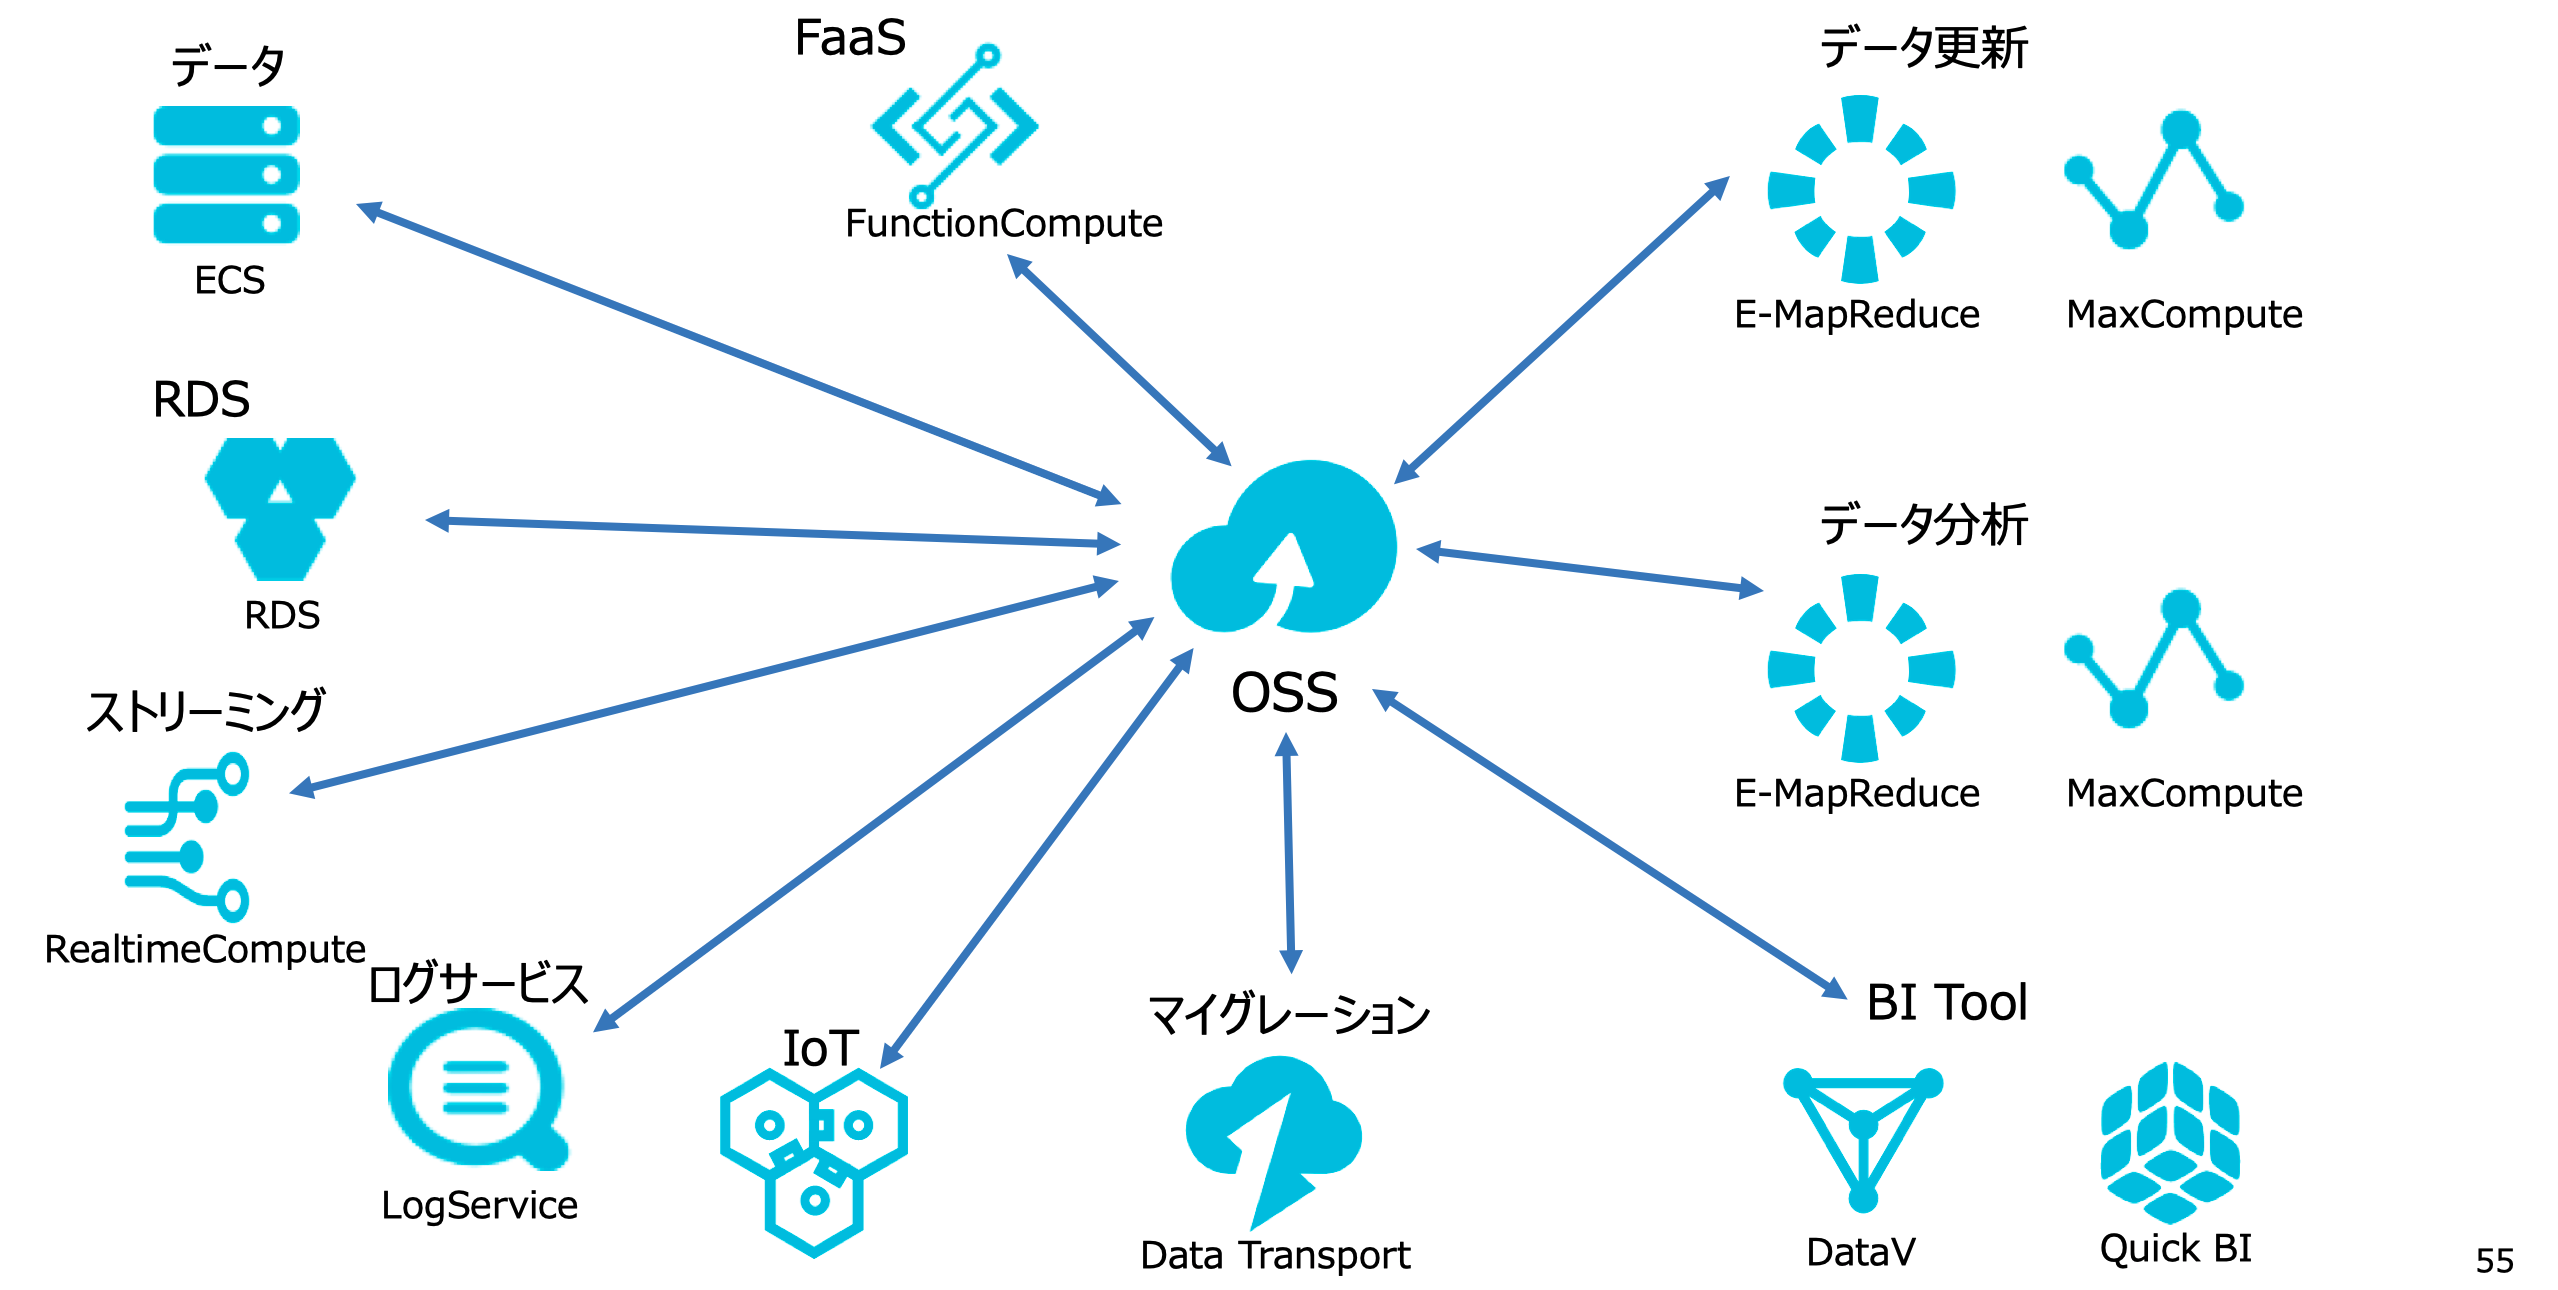 FaaS
FunctionCompute
データ
ECS
データ更新
E-MapReduce
MaxCompute
RDS
RDS
OSS
データ分析
E-MapReduce
MaxCompute
ストリーミング
RealtimeCompute
ログサービス
LogService
IoT
マイグレーション
Data Transport
BI Tool
DataV
Quick BI
55